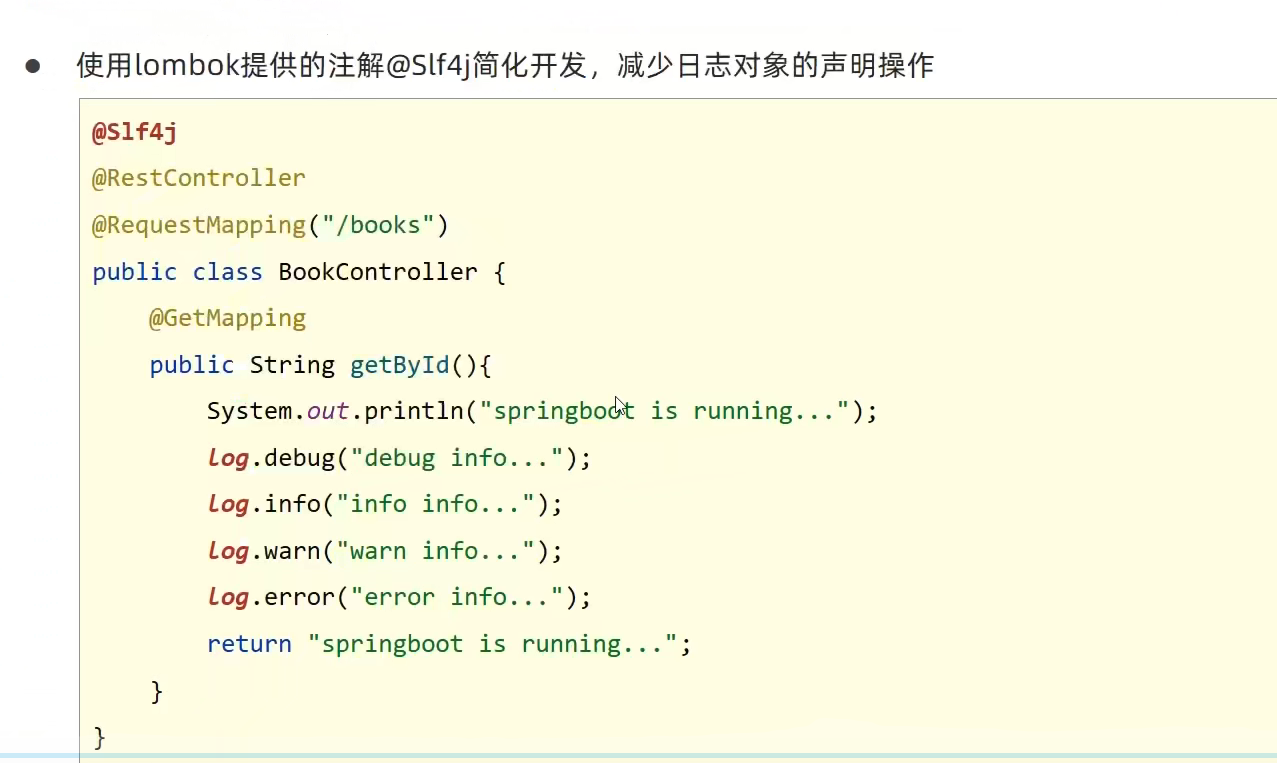 ● 使用lombok提供的注解@Slf4j简化开发，减少日志对象的声明操作
@Slf4j
@RestController
@RequestMapping("/books")
public class BookController {
    @GetMapping
    public String getById(){
        System.out.println("springboot is running...");
        log.debug("debug info...");
        log.info("info info...");
        log.warn("warn info...");
        log.error("error info...");
        return "springboot is running...";
    }
}